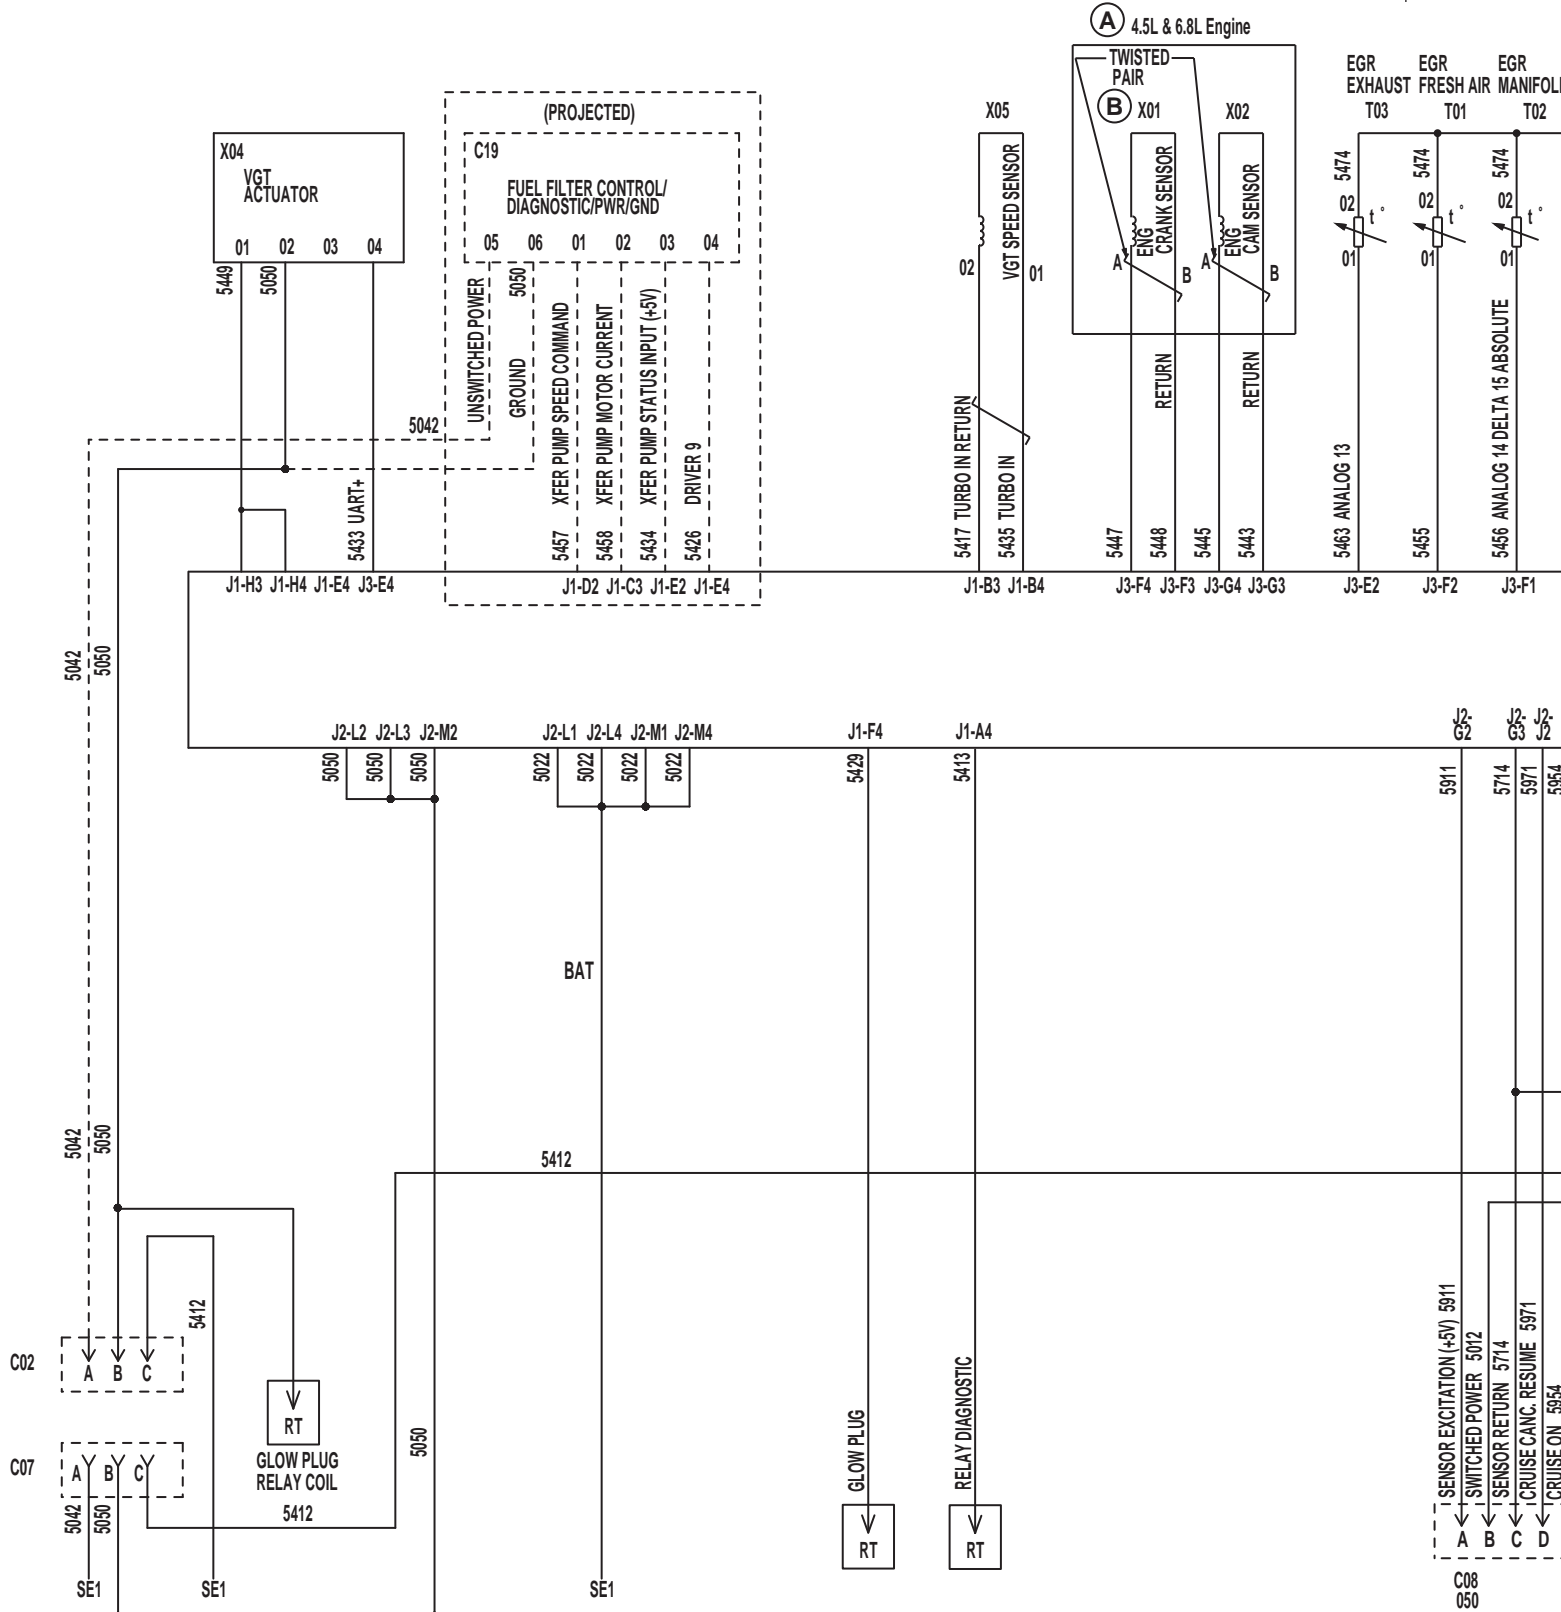 A 4.5L & 6.8L Engine
TWISTED
PAIR
B X01
X02
X05
ENG
CRANK SENSOR
ENG
CAM SENSOR
A B A B
VGT SPEED SENSOR
02 01
EGR
EXHAUST
T03
EGR
FRESH AIR
T01
EGR
T02
5474 5474 5474
02 t° 02 t° 02 t°
01 01 01
X04
VGT
ACTUATOR
01 02 03 04
5449 5050
(PROJECTED)
C19
FUEL FILTER CONTROL/
DIAGNOSTIC/PWR/GND
05 06 01 02 03 04
UNSWITCHED POWER
5050
GROUND
5457 XFER PUMP SPEED COMMAND
5458 XFER PUMP MOTOR CURRENT
5434 XFER PUMP STATUS INPUT (+5V)
5426 DRIVER 9
5042
5433 UART+
5417 TURBO IN RETURN
5435 TURBO IN
5447
5448 RETURN
5445
5443 RETURN
5463 ANALOG 13
5455
5456 ANALOG 14 DELTA 15 ABSOLUTE
J1-H3 J1-H4 J1-E4 J3-E4
J1-D2 J1-C3 J1-E2 J1-E4
J1-B3 J1-B4
J3-F4 J3-F3 J3-G4 J3-G3
J3-E2 J3-F2 J3-F1
5042 5050
J2-L2 J2-L3 J2-M2
J2-L1 J2-L4 J2-M1 J2-M4
J1-F4 J1-A4
J2-
G2
J2-
G3
J2-
J2
5050 5050 5050
5022 5022 5022 5022
5429 5413
5911 5714 5971 5954
BAT
5042 5050
5412
5412
C02
A B C
RT
GLOW PLUG
RELAY COIL
C07
A B C
5042 5050
5412
5050
SE1 SE1 SE1
GLOW PLUG
RT
RELAY DIAGNOSTIC
RT
SENSOR EXCITATION (+5V) 5911
SWITCHED POWER 5012
SENSOR RETURN 5714
CRUISE CANC. RESUME 5971
CRUISE ON 5954
A B C D
C08
050